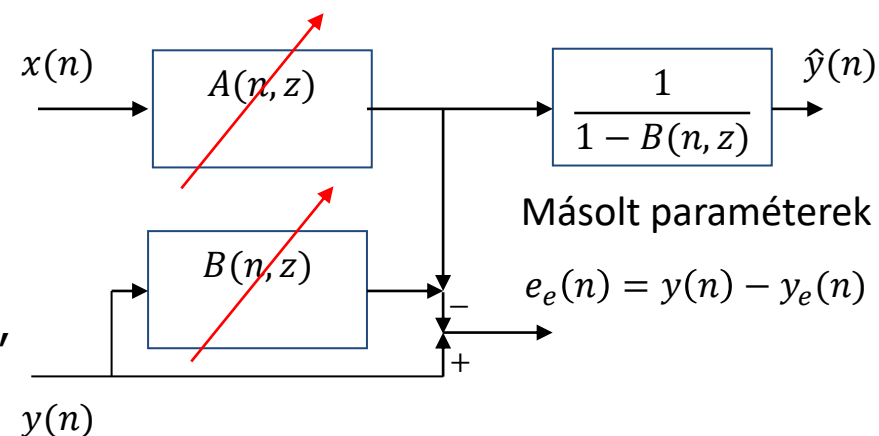 x(n)
A(n, z)
1
1 − B(n, z)
ŷ(n)
Másolt paraméterek
B(n, z)
e_e(n) = y(n) − y_e(n)
−
,
+
y(n)